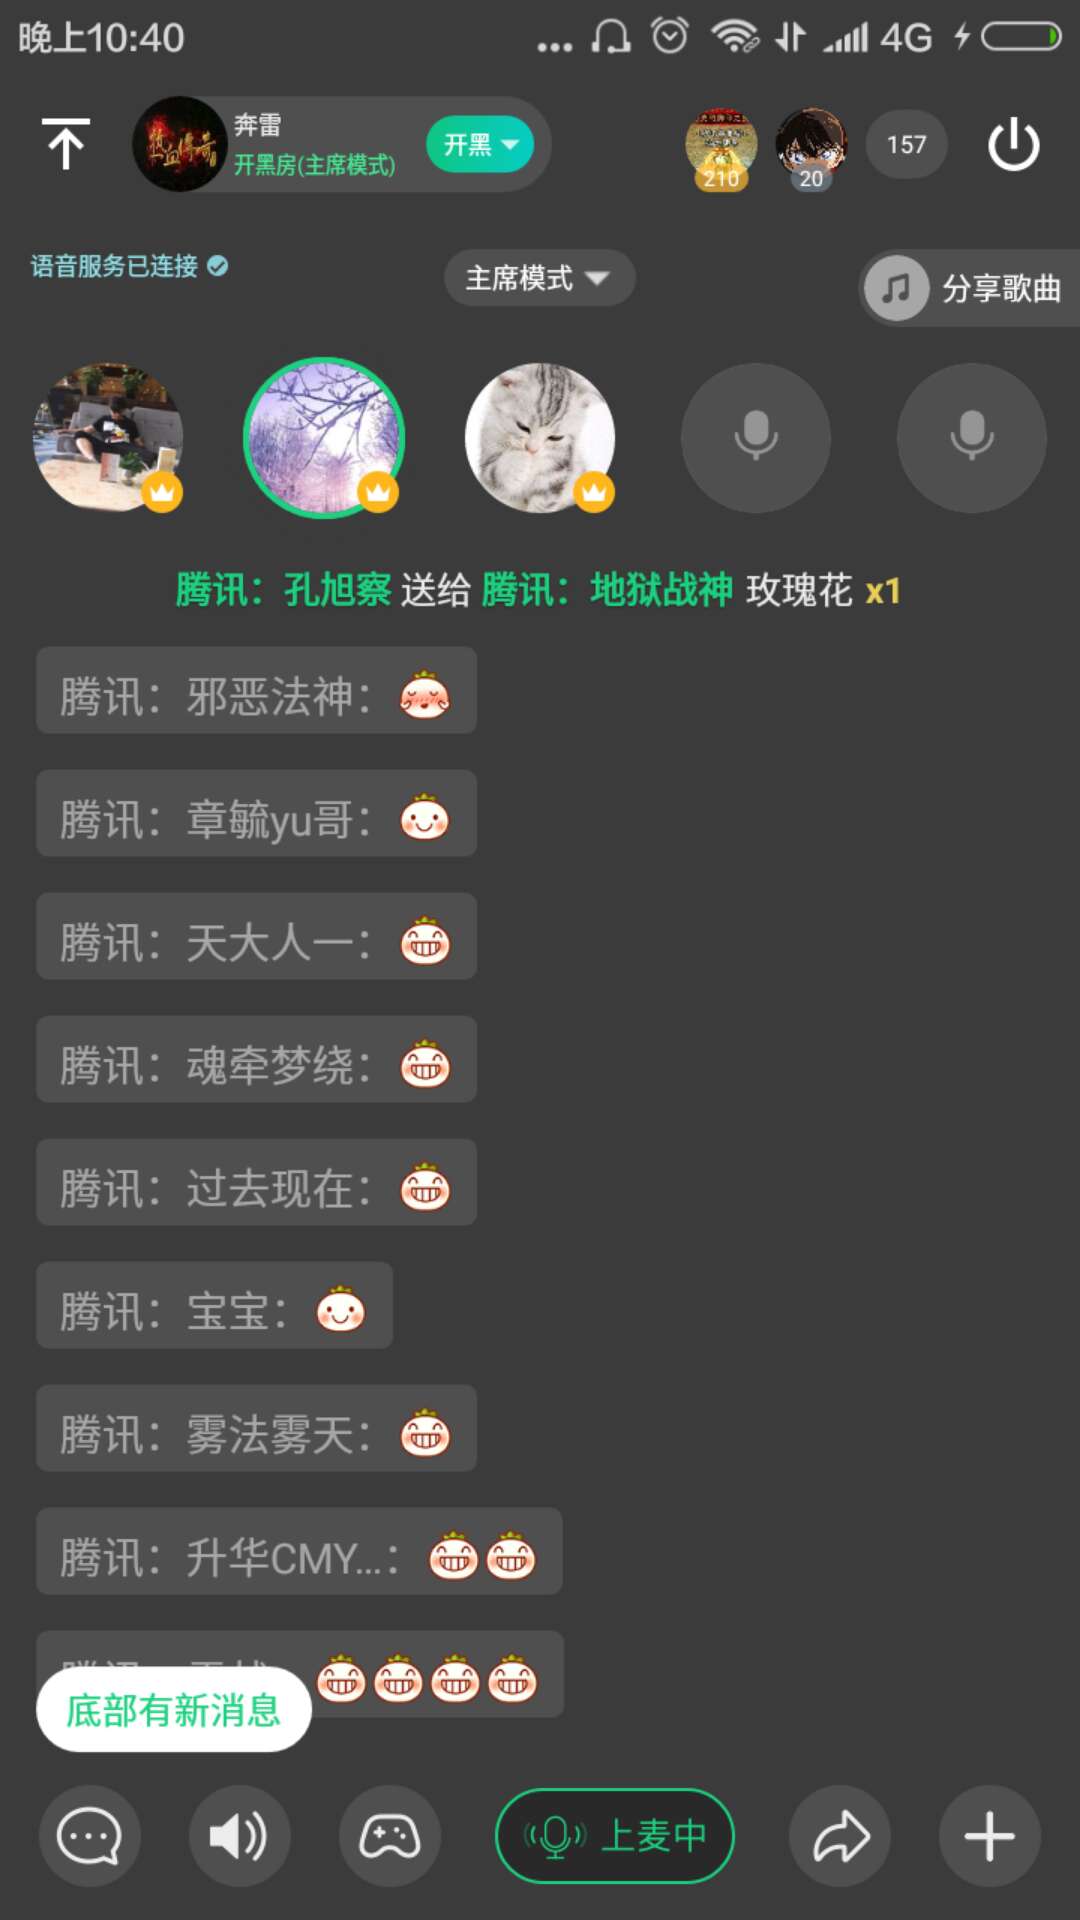 晚上10:40
4G
奔雷
开黑房(主席模式)
开黑
210
20
157
语音服务已连接
主席模式
分享歌曲
腾讯：孔旭察 送给 腾讯：地狱战神 玫瑰花 x1
腾讯：邪恶法神：
腾讯：章毓yu哥：
腾讯：天大人一：
腾讯：魂牵梦绕：
腾讯：过去现在：
腾讯：宝宝：
腾讯：雾法雾天：
腾讯：升华CMY...：
底部有新消息
上麦中